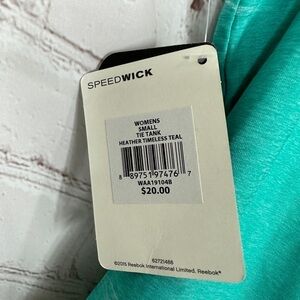 SPEEDWICK
WOMENS
SMALL
TIE TANK
HEATHER TIMELESS TEAL
8 89751 97476 7
WAA19104B
$20.00
62721488
©2015 Reebok International Limited. Reebok®